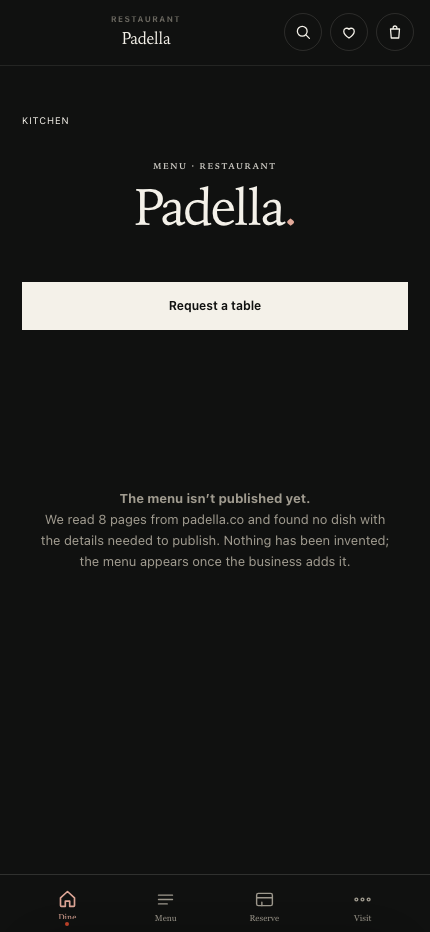 RESTAURANT
Padella
KITCHEN
MENU · RESTAURANT
Padella.
Request a table
The menu isn’t published yet.
We read 8 pages from padella.co and found no dish with
the details needed to publish. Nothing has been invented;
the menu appears once the business adds it.
Dine
Menu
Reserve
Visit